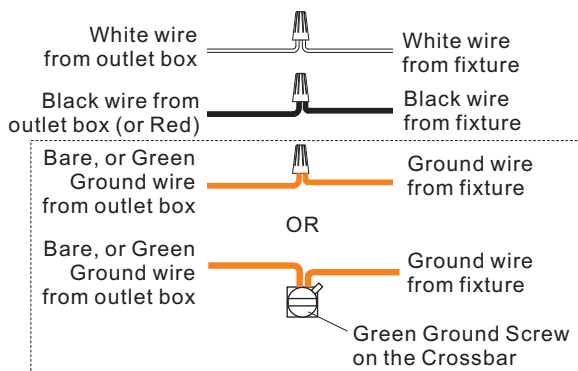 White wire
from outlet box
White wire
from fixture
Black wire from
outlet box (or Red)
Black wire
from fixture
Bare, or Green
Ground wire
from outlet box
Ground wire
from fixture
OR
Bare, or Green
Ground wire
from outlet box
Ground wire
from fixture
Green Ground Screw
on the Crossbar